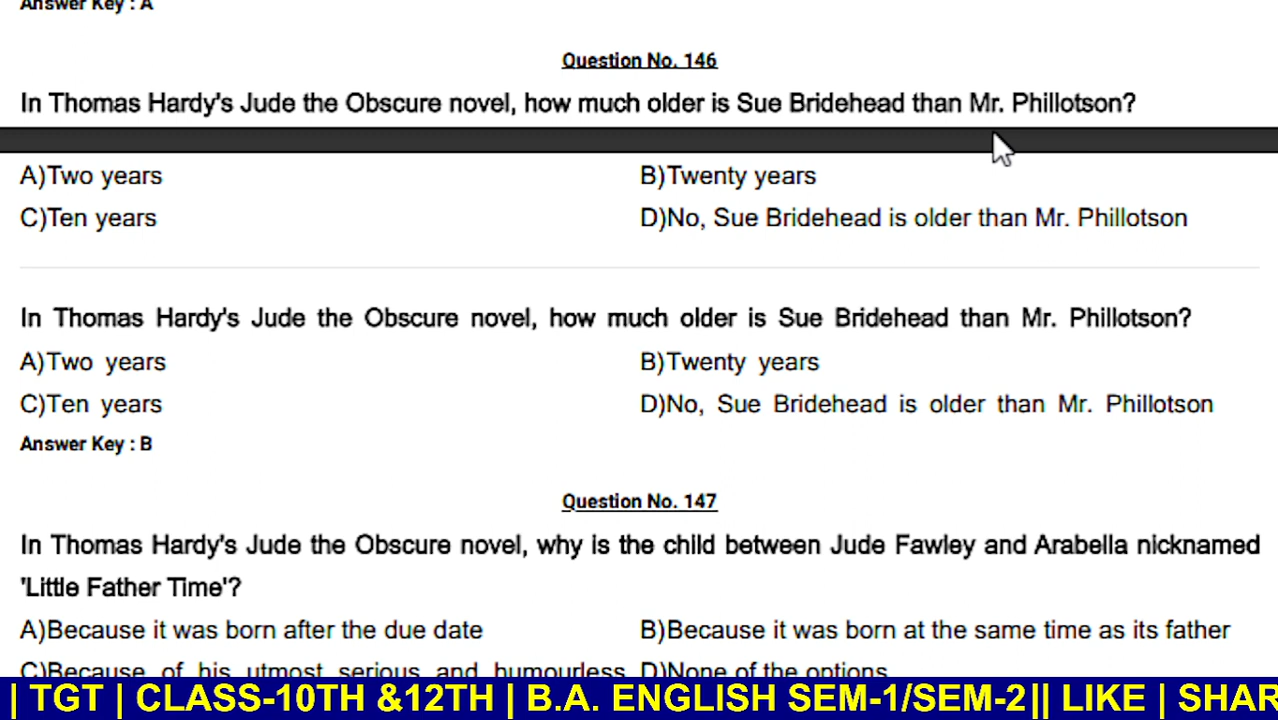 Answer Key : A
Question No. 146
In Thomas Hardy's Jude the Obscure novel, how much older is Sue Bridehead than Mr. Phillotson?
A)Two years B)Twenty years
C)Ten years D)No, Sue Bridehead is older than Mr. Phillotson
In Thomas Hardy's Jude the Obscure novel, how much older is Sue Bridehead than Mr. Phillotson?
A)Two years B)Twenty years
C)Ten years D)No, Sue Bridehead is older than Mr. Phillotson
Answer Key : B
Question No. 147
In Thomas Hardy's Jude the Obscure novel, why is the child between Jude Fawley and Arabella nicknamed
'Little Father Time'?
A)Because it was born after the due date B)Because it was born at the same time as its father
C)Because of his utmost serious and humourless D)None of the options
| TGT | CLASS-10TH &12TH | B.A. ENGLISH SEM-1/SEM-2|| LIKE | SHAR